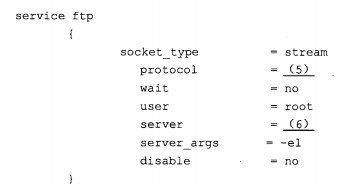 service ftp
{
socket_type = stream
protocol = (5)
wait = no
user = root
server = (6)
server_args = -el
disable = no
}